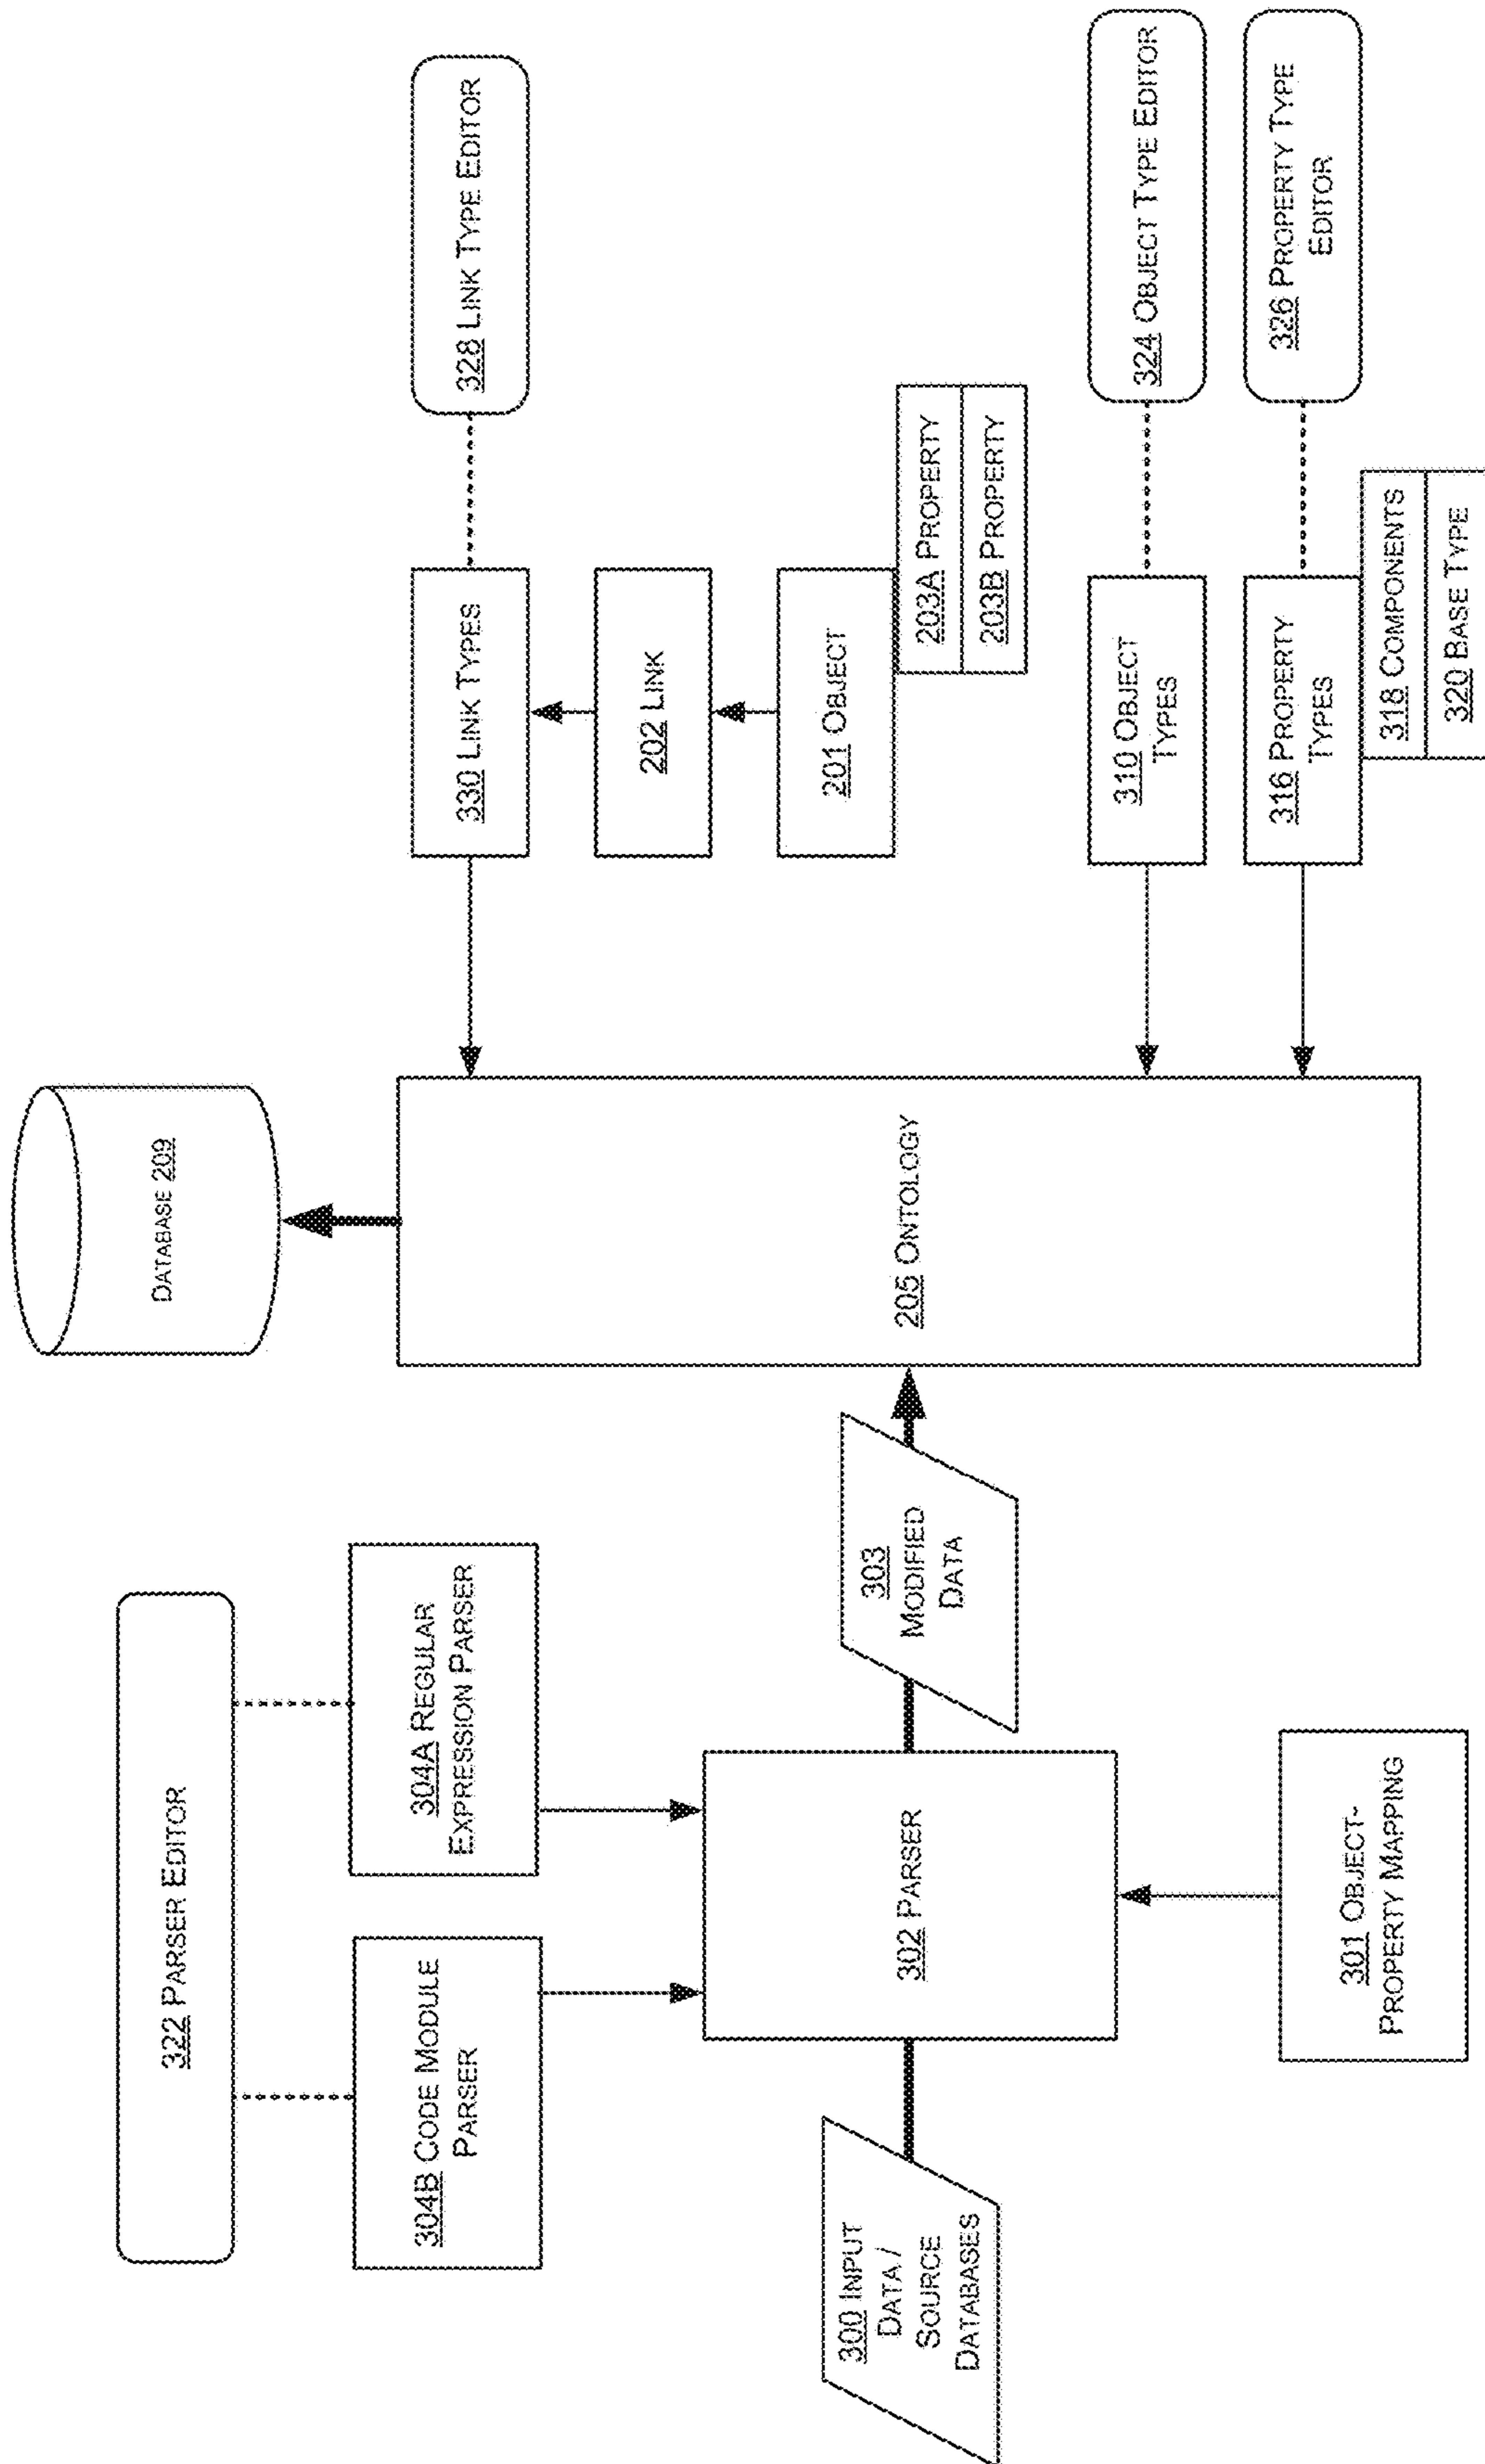 322 PARSER EDITOR
304B CODE MODULE
PARSER
304A REGULAR
EXPRESSION PARSER
300 INPUT
DATA /
SOURCE
DATABASES
302 PARSER
303
MODIFIED
DATA
301 OBJECT-
PROPERTY MAPPING
DATABASE 209
205 ONTOLOGY
330 LINK TYPES
328 LINK TYPE EDITOR
202 LINK
201 OBJECT
203A PROPERTY
203B PROPERTY
310 OBJECT
TYPES
324 OBJECT TYPE EDITOR
316 PROPERTY
TYPES
326 PROPERTY TYPE
EDITOR
318 COMPONENTS
320 BASE TYPE